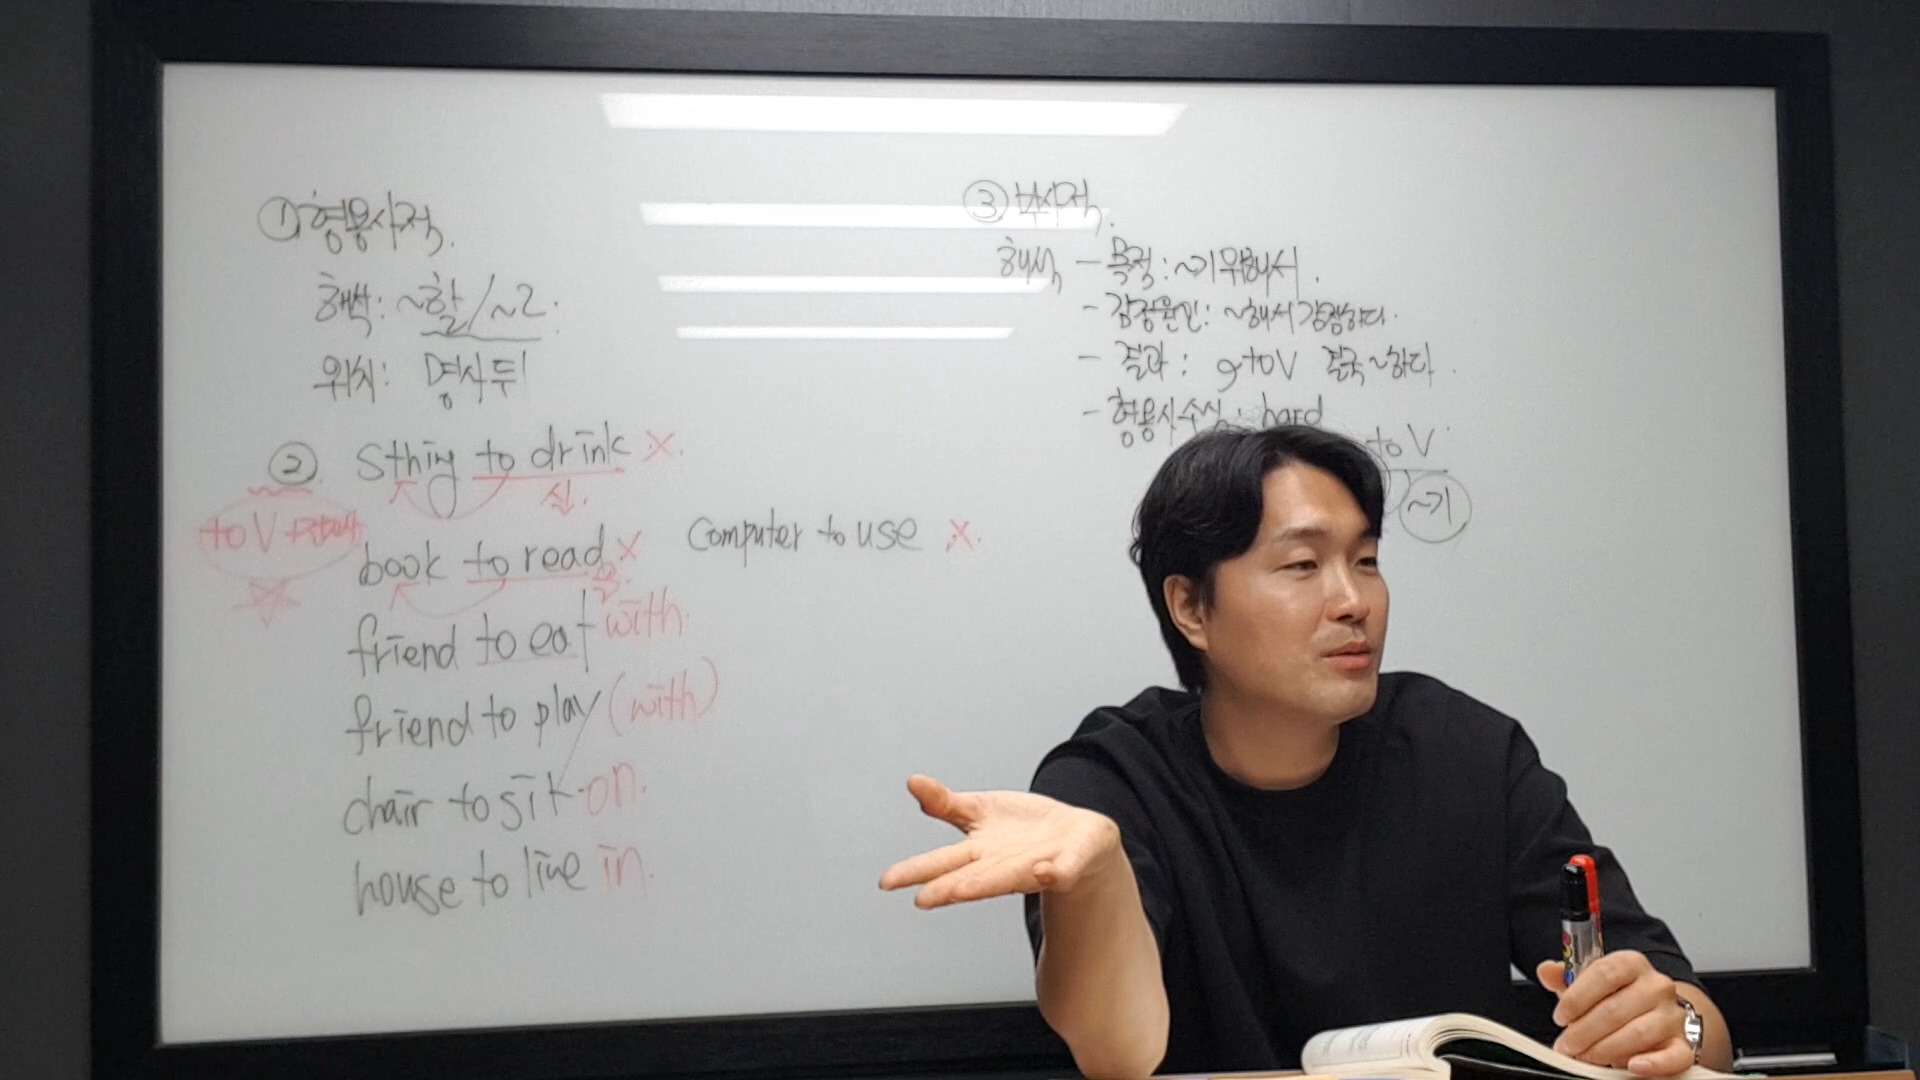 ① 형용사적.
해석: ~할/~ㄹ.
위치: 명사 뒤
② sthing to drink X.
toV
book to read X
computer to use X.
friend to eat with.
friend to play (with)
chair to sit on.
house to live in.
③ 부사적.
해석 - 목적: ~기 위해서.
- 감정원인: ~해서 감정하다.
- 결과: toV 결국 ~하다.
- 형용사수식: hard
to V
~기